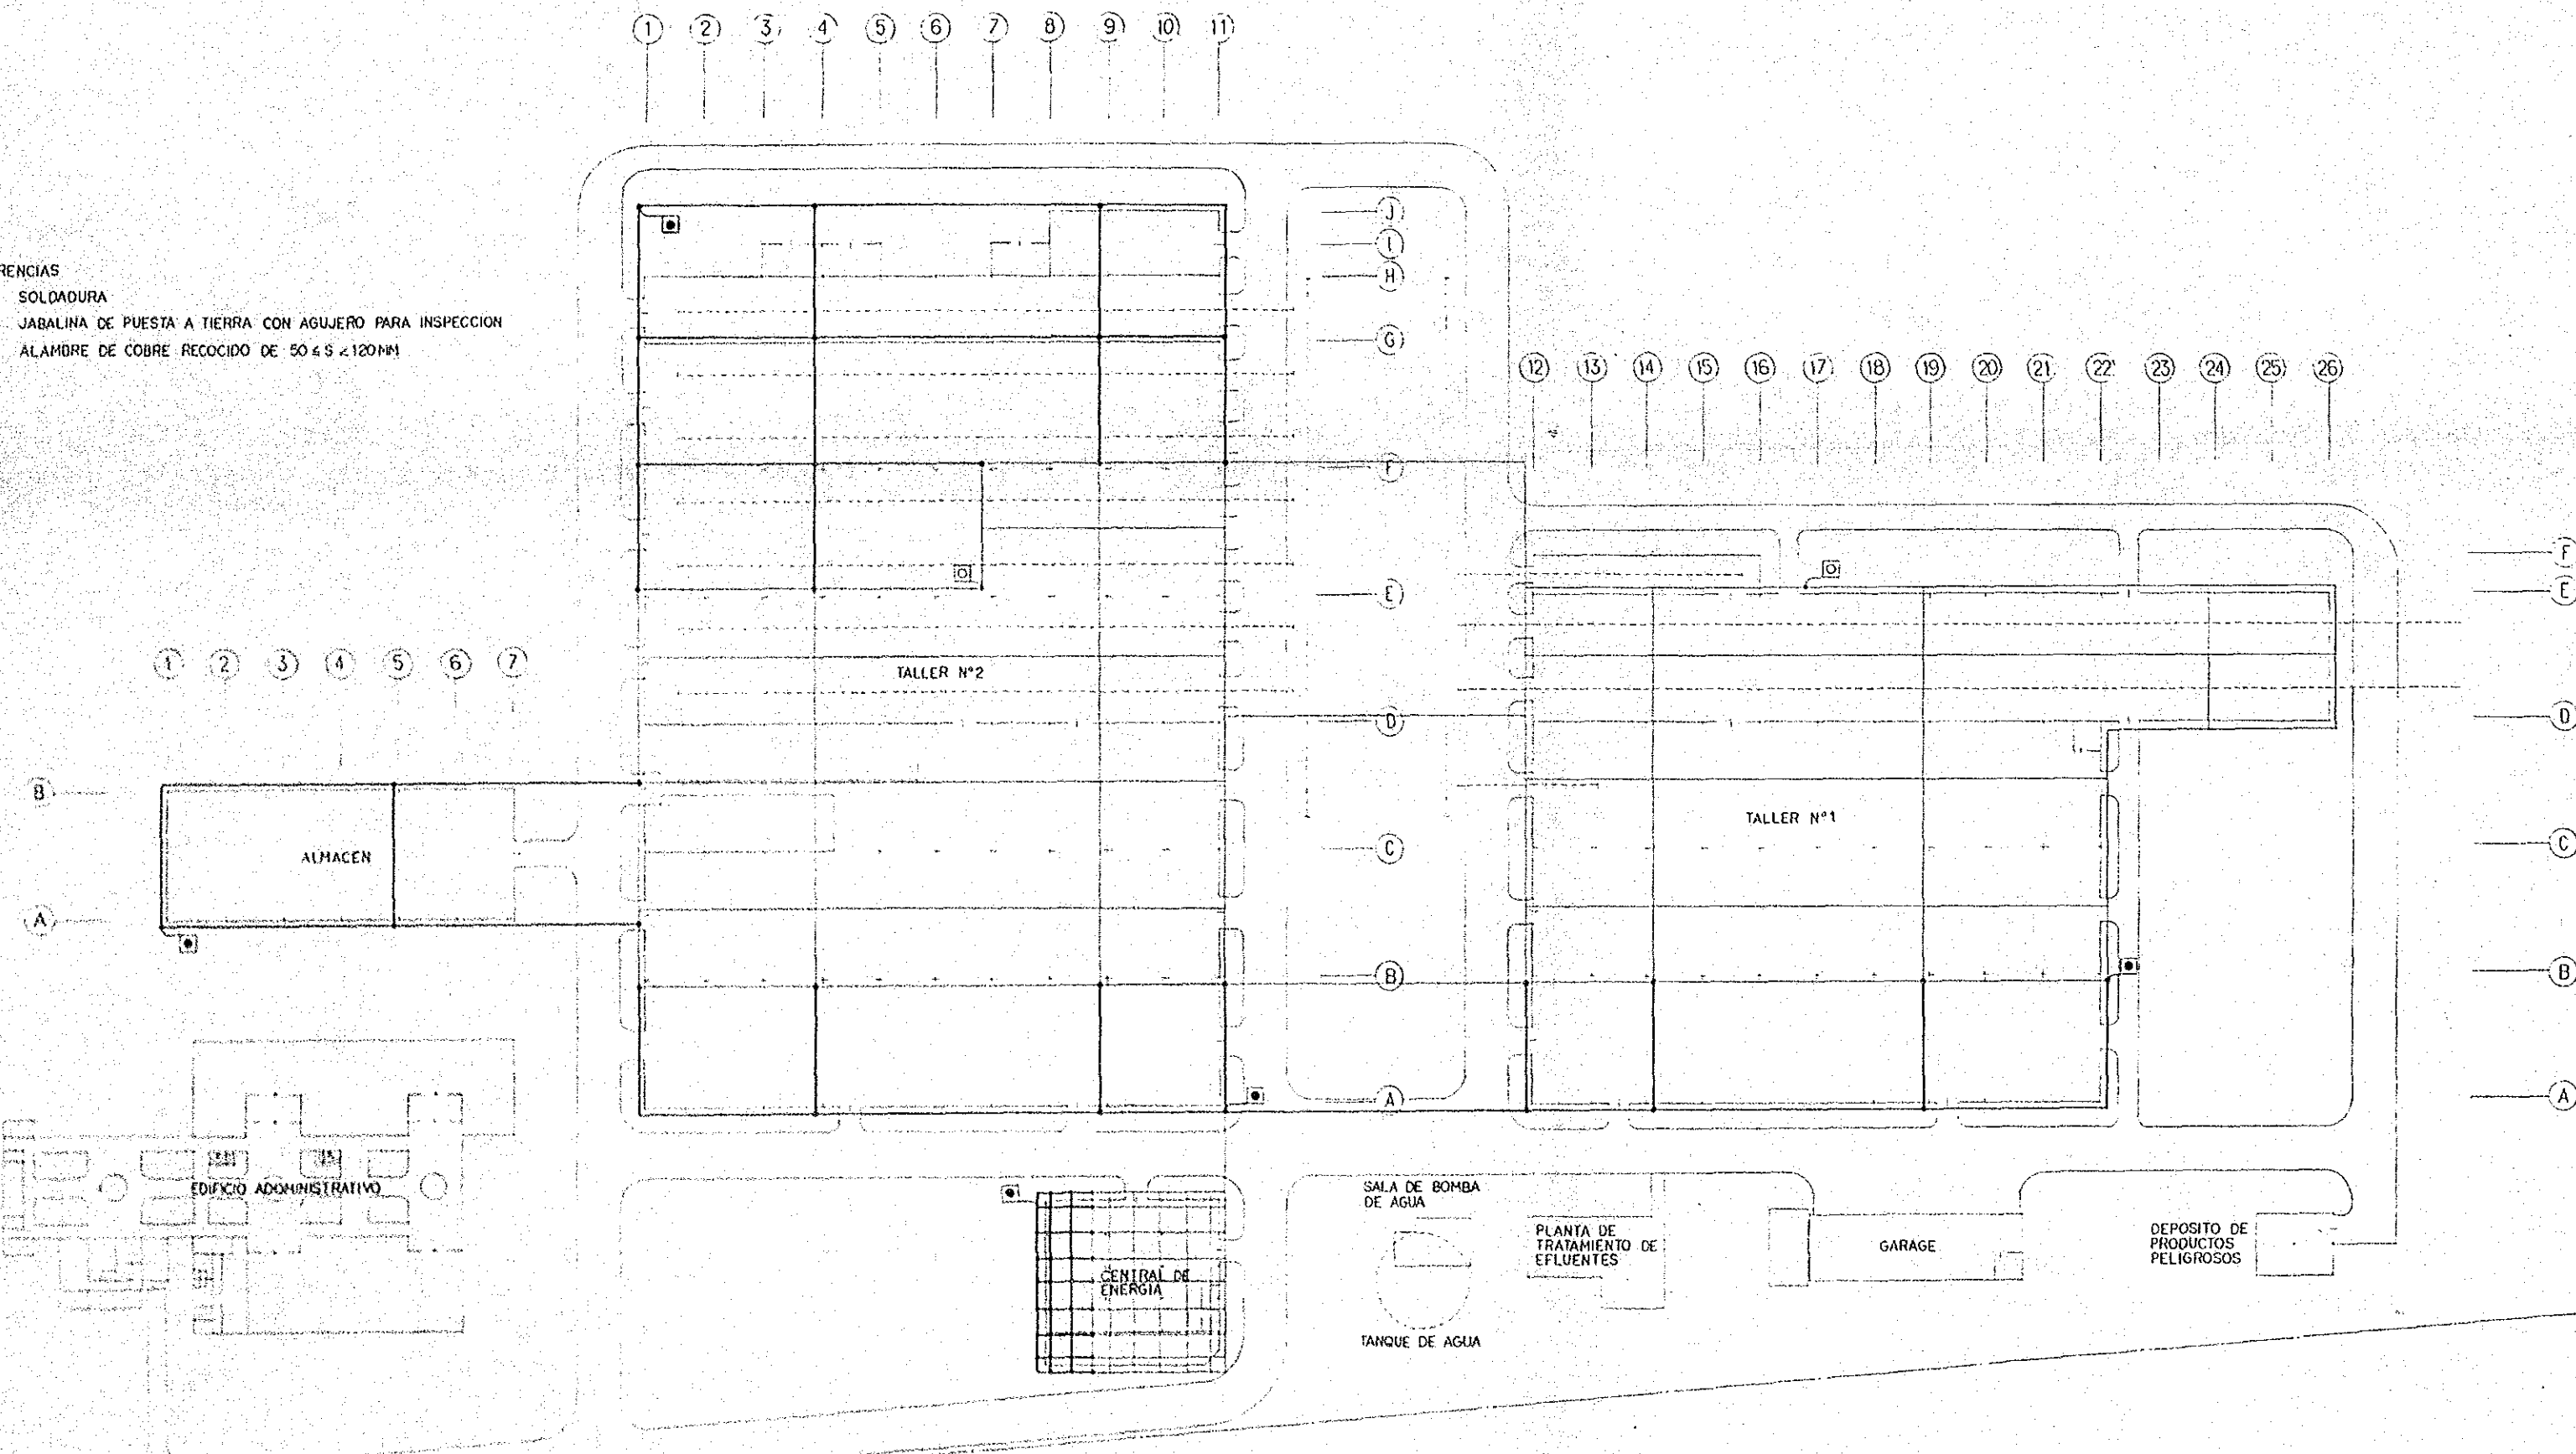 1 2 3 4 5 6 7 8 9 10 11
J
I
H
G
F
E
D
C
B
A
RENCIAS
SOLDADURA
JABALINA DE PUESTA A TIERRA CON AGUJERO PARA INSPECCION
ALAMBRE DE COBRE RECOCIDO DE 50 ≤ S ≤ 120 MM
12 13 14 15 16 17 18 19 20 21 22 23 24 25 26
F
E
D
C
B
A
1 2 3 4 5 6 7
B
A
TALLER N°2
TALLER N°1
ALMACEN
EDIFICIO ADOMINISTRATIVO
CENTRAL DE
ENERGIA
SALA DE BOMBA
DE AGUA
TANQUE DE AGUA
PLANTA DE
TRATAMIENTO DE
EFLUENTES
GARAGE
DEPOSITO DE
PRODUCTOS
PELIGROSOS